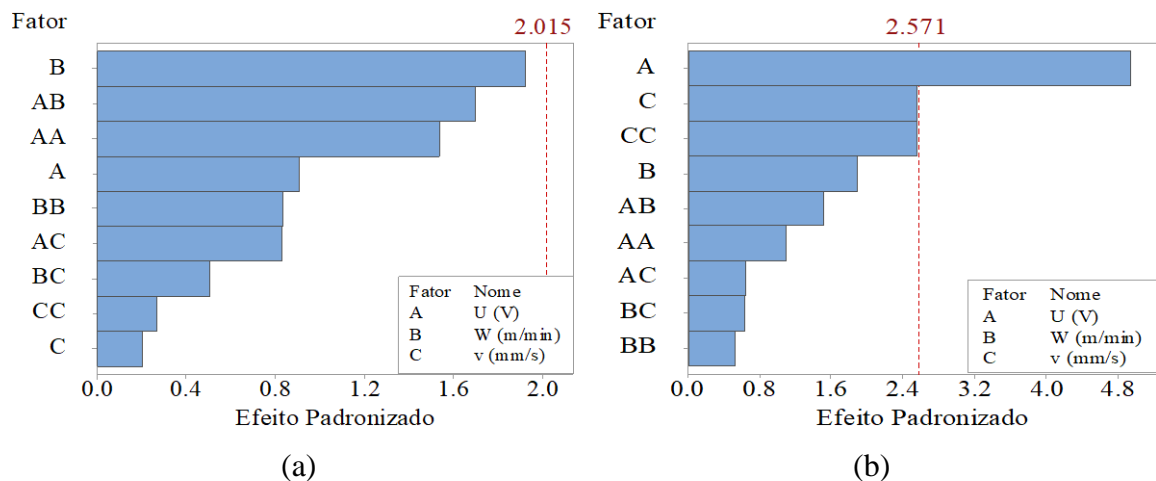 Fator
2.015
B
AB
AA
A
BB
AC
BC
CC
C
Fator Nome
A U (V)
B W (m/min)
C v (mm/s)
0.0 0.4 0.8 1.2 1.6 2.0
Efeito Padronizado
(a)
Fator
2.571
A
C
CC
B
AB
AA
AC
BC
BB
Fator Nome
A U (V)
B W (m/min)
C v (mm/s)
0.0 0.8 1.6 2.4 3.2 4.0 4.8
Efeito Padronizado
(b)